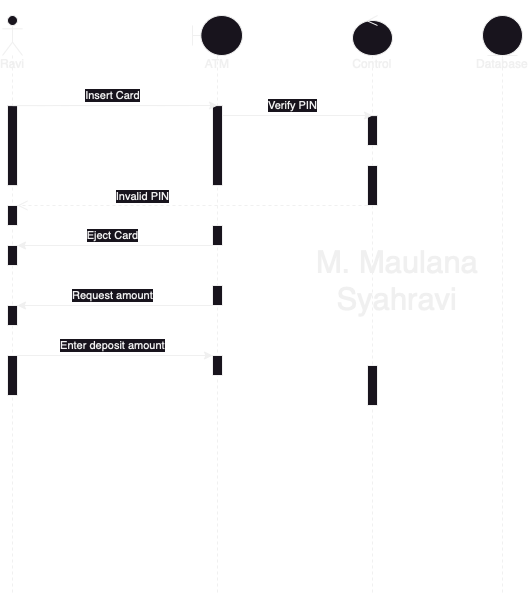 Ravi
ATM
Control
Database
Insert Card
Verify PIN
Invalid PIN
Eject Card
M. Maulana
Syahravi
Request amount
Enter deposit amount